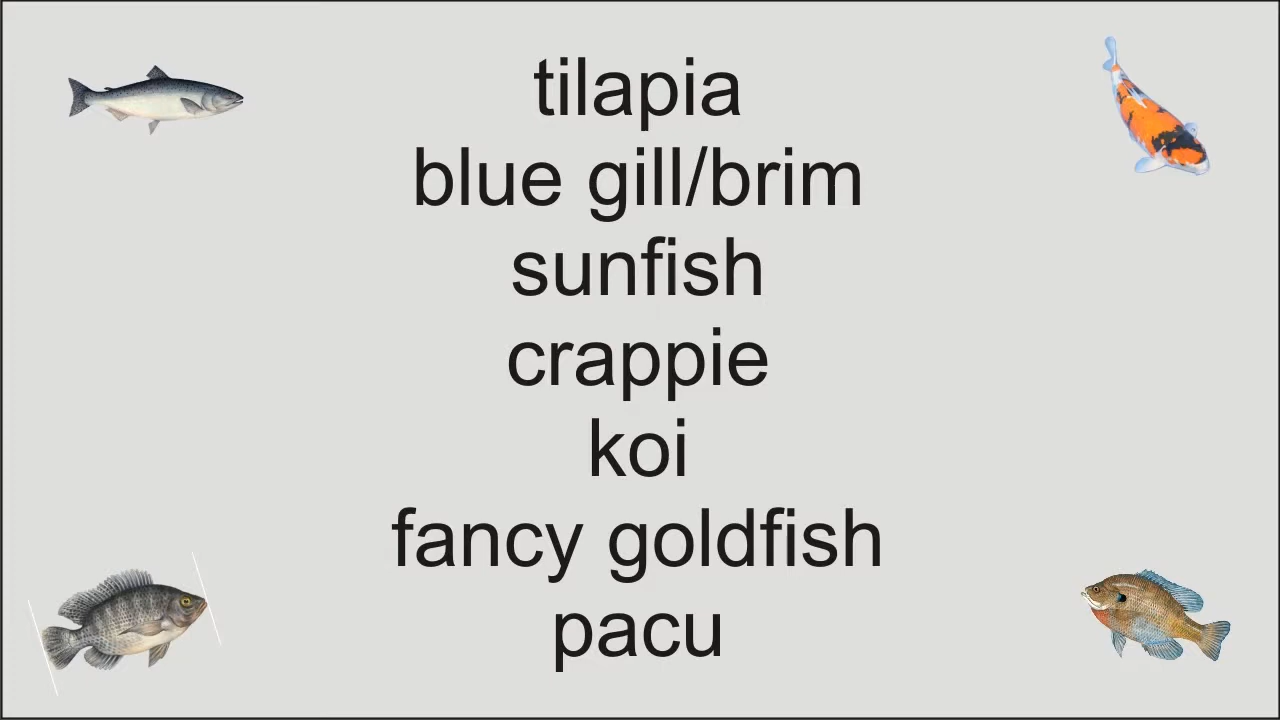 tilapia
blue gill/brim
sunfish
crappie
koi
fancy goldfish
pacu